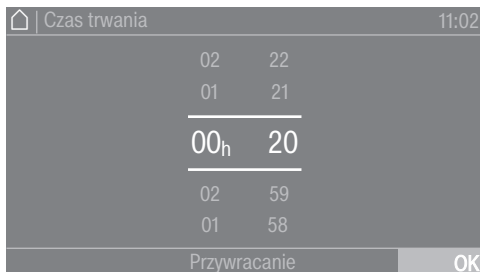 | Czas trwania 11:02
02 22
01 21
00h 20
02 59
01 58
Przywracanie OK